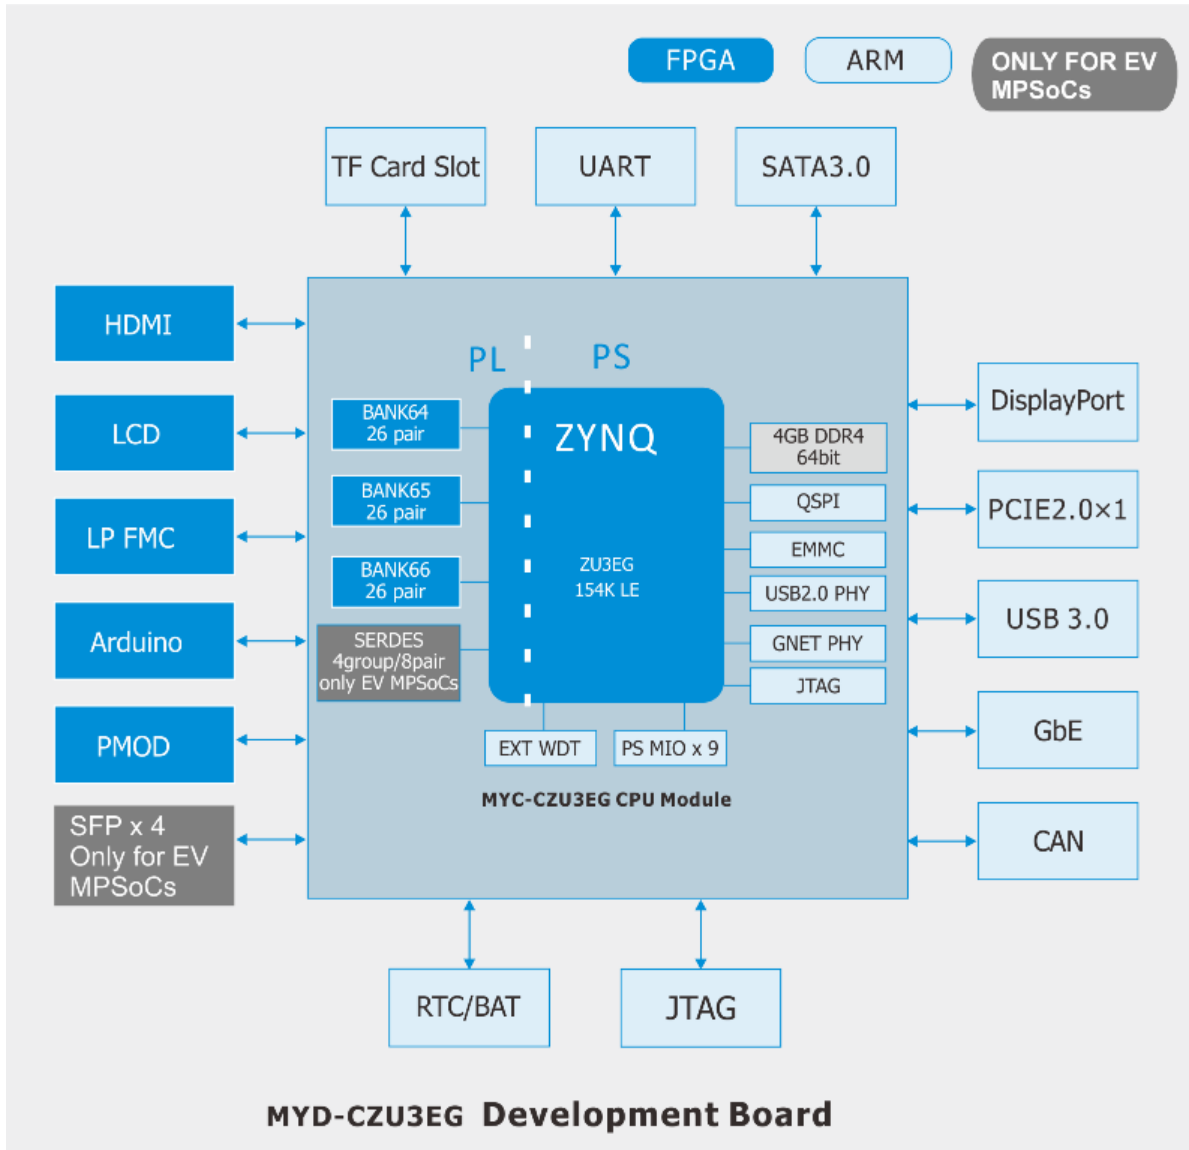 FPGA
ARM
ONLY FOR EV
MPSoCs
TF Card Slot
UART
SATA3.0
HDMI
LCD
LP FMC
Arduino
PMOD
SFP x 4
Only for EV
MPSoCs
PL
PS
BANK64
26 pair
BANK65
26 pair
BANK66
26 pair
SERDES
4group/8pair
only EV MPSoCs
ZYNQ
ZU3EG
154K LE
4GB DDR4
64bit
QSPI
EMMC
USB2.0 PHY
GNET PHY
JTAG
EXT WDT
PS MIO x 9
MYC-CZU3EG CPU Module
DisplayPort
PCIE2.0×1
USB 3.0
GbE
CAN
RTC/BAT
JTAG
MYD-CZU3EG Development Board